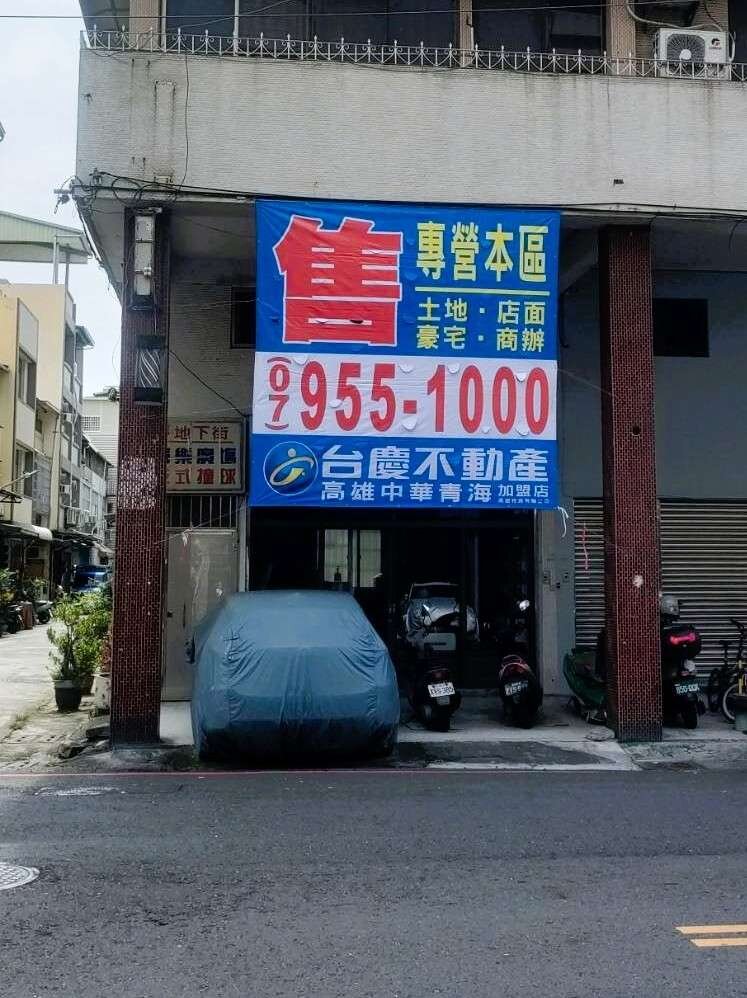 售
專營本區
土地·店面
豪宅·商辦
(07)955-1000
台慶不動產
高雄中華青海加盟店
地下街